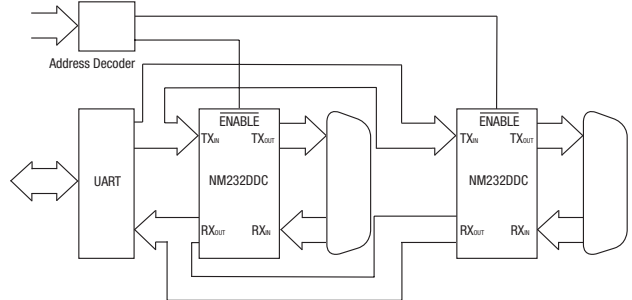 Address Decoder
ENABLE
ENABLE
TXIN
TXOUT
TXIN
TXOUT
UART
NM232DDC
NM232DDC
RXOUT
RXIN
RXOUT
RXIN